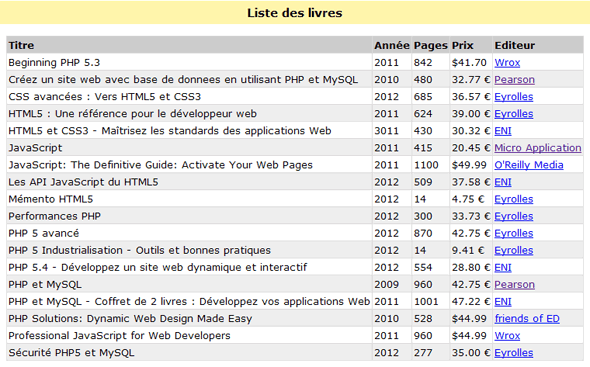 Liste des livres
Titre Année Pages Prix Editeur
Beginning PHP 5.3 2011 842 $41.70 Wrox
Créez un site web avec base de donnees en utilisant PHP et MySQL 2010 480 32.77 € Pearson
CSS avancées : Vers HTML5 et CSS3 2012 685 36.57 € Eyrolles
HTML5 : Une référence pour le développeur web 2011 624 39.00 € Eyrolles
HTML5 et CSS3 - Maîtrisez les standards des applications Web 3011 430 30.32 € ENI
JavaScript 2011 415 20.45 € Micro Application
JavaScript: The Definitive Guide: Activate Your Web Pages 2011 1100 $49.99 O'Reilly Media
Les API JavaScript du HTML5 2012 509 37.58 € ENI
Mémento HTML5 2012 14 4.75 € Eyrolles
Performances PHP 2012 300 33.73 € Eyrolles
PHP 5 avancé 2012 870 42.75 € Eyrolles
PHP 5 Industrialisation - Outils et bonnes pratiques 2012 14 9.41 € Eyrolles
PHP 5.4 - Développez un site web dynamique et interactif 2012 554 28.80 € ENI
PHP et MySQL 2009 960 42.75 € Pearson
PHP et MySQL - Coffret de 2 livres : Développez vos applications Web 2011 1001 47.22 € ENI
PHP Solutions: Dynamic Web Design Made Easy 2010 528 $44.99 friends of ED
Professional JavaScript for Web Developers 2011 960 $44.99 Wrox
Sécurité PHP5 et MySQL 2012 277 35.00 € Eyrolles